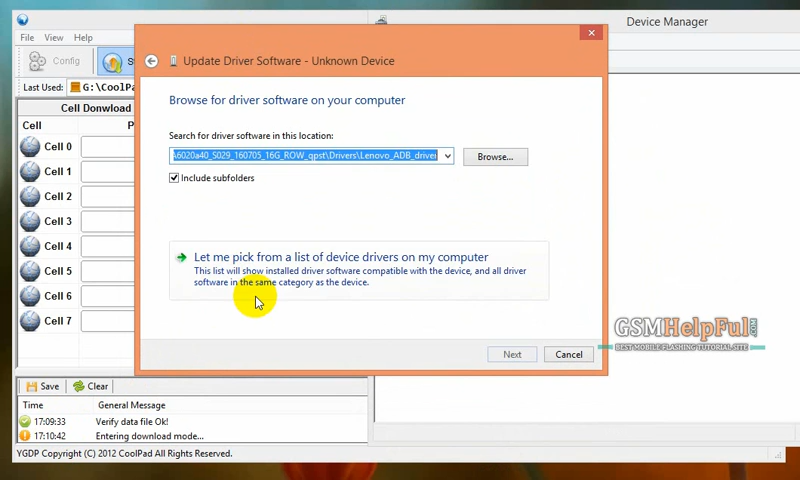 Device Manager
File View Help
Update Driver Software - Unknown Device
Config
Last Used: G:\CoolPa
Browse for driver software on your computer
Cell Donwload
Cell
Search for driver software in this location:
A6020a40_S029_160705_16G_ROW_qpst\Drivers\Lenovo_ADB_driver
Browse...
Include subfolders
Cell 0
Cell 1
Cell 2
Cell 3
Cell 4
Cell 5
Cell 6
Cell 7
Let me pick from a list of device drivers on my computer
This list will show installed driver software compatible with the device, and all driver
software in the same category as the device.
GSMHelpFul.com
BEST MOBILE FLASHING TUTORIAL SITE
Next Cancel
Save Clear
Time General Message
17:09:33 Verify data file Ok!
17:10:42 Entering download mode...
YGDP Copyright (C) 2012 CoolPad All Rights Reserved.